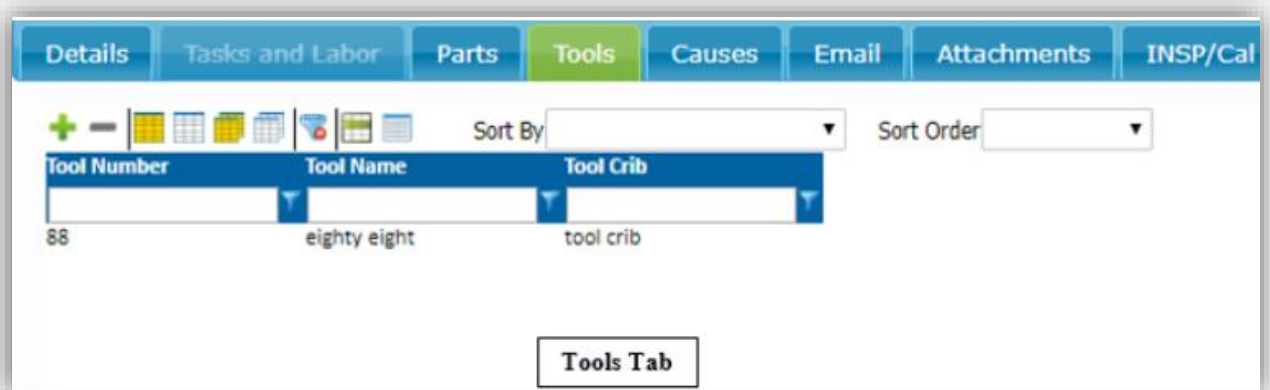 Details Tasks and Labor Parts Tools Causes Email Attachments INSP/Cal
Sort By Sort Order
Tool Number Tool Name Tool Crib
88 eighty eight tool crib
Tools Tab